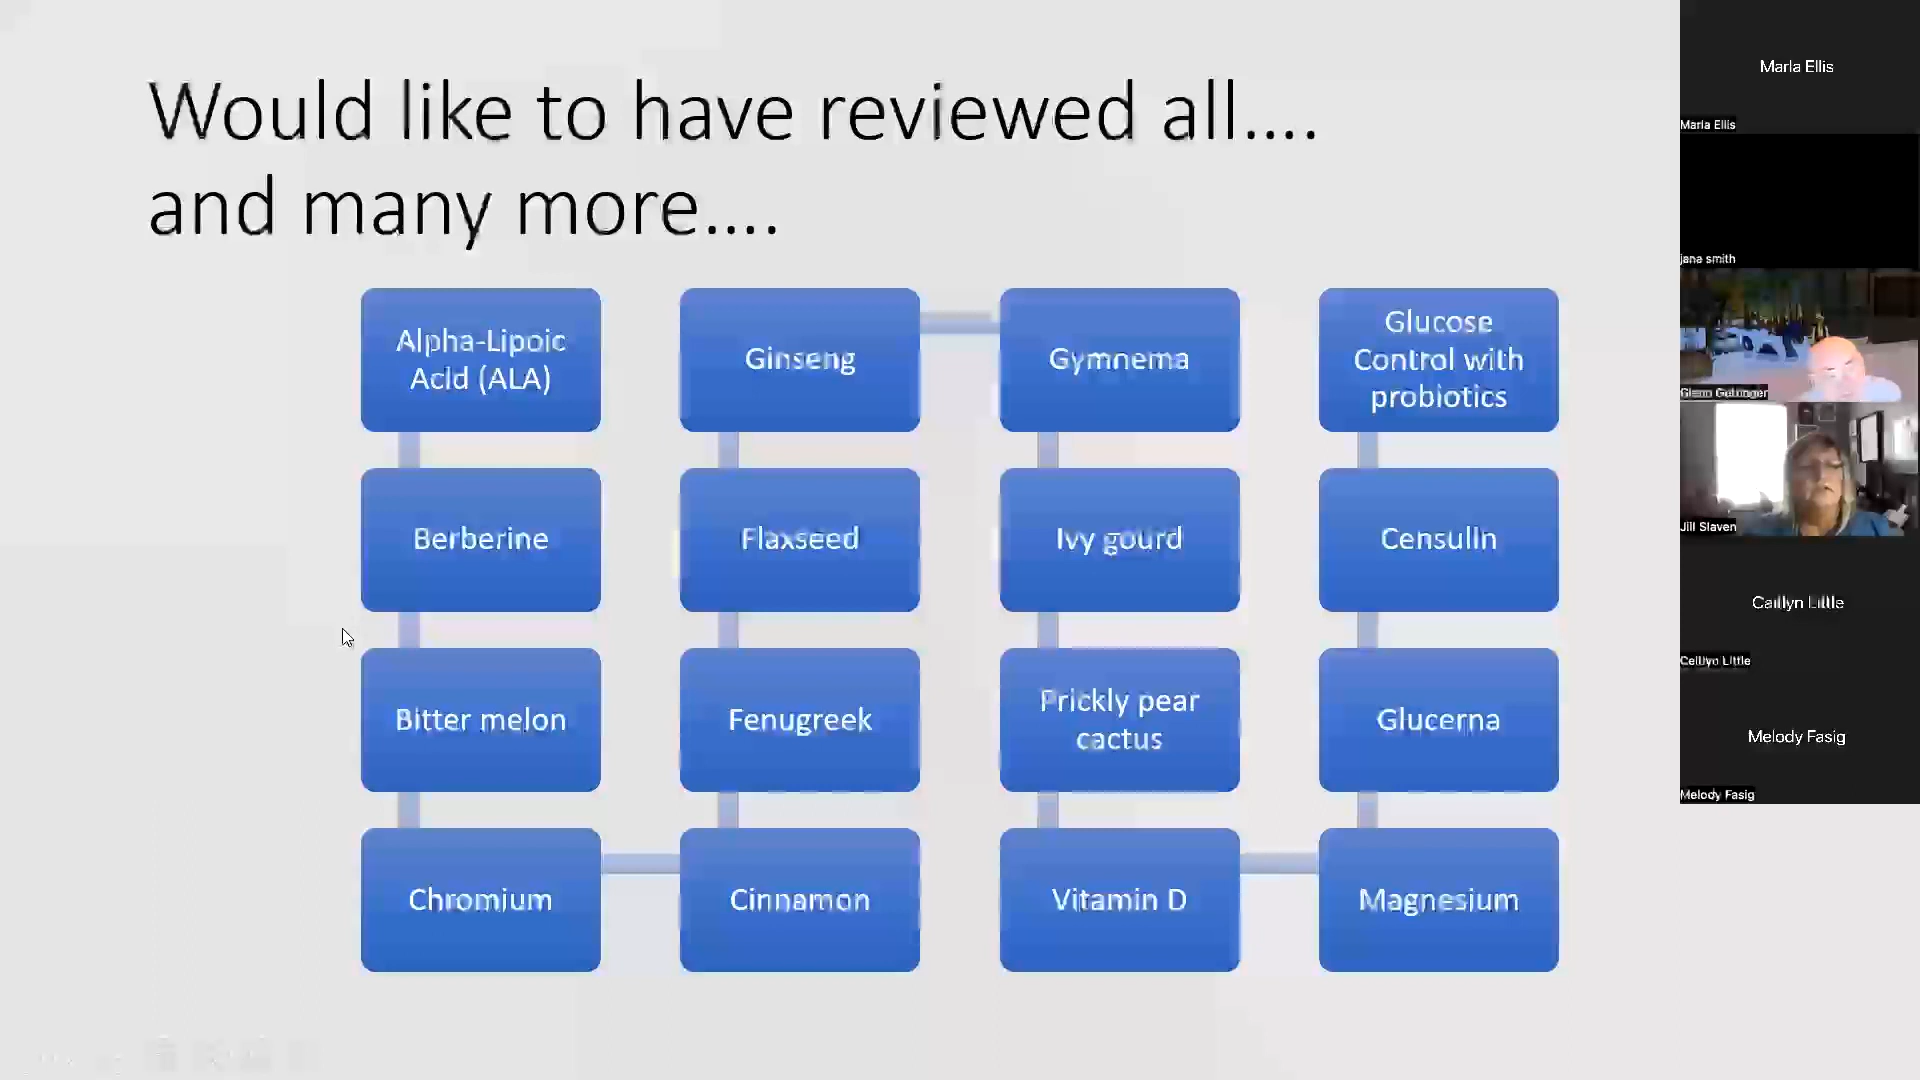 Would like to have reviewed all....
and many more....
Alpha-Lipoic
Acid (ALA)
Berberine
Bitter melon
Chromium
Ginseng
Flaxseed
Fenugreek
Cinnamon
Gymnema
Ivy gourd
Prickly pear
cactus
Vitamin D
Glucose
Control with
probiotics
Censulin
Glucerna
Magnesium
Marla Ellis
Marla Ellis
jana smith
Glenn
Jill Slaven
Caitlyn Little
Caitlyn Little
Melody Fasig
Melody Fasig